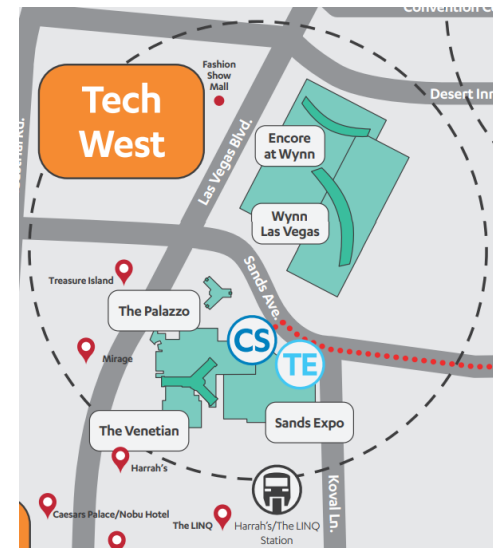 Fashion
Show
Mall
Tech
West
Desert Inn
Las Vegas Blvd.
Encore
at Wynn
Wynn
Las Vegas
Sands Ave.
Treasure Island
The Palazzo
CS
TE
Mirage
The Venetian
Sands Expo
Harrah's
Koval Ln.
Caesars Palace/Nobu Hotel
The LINQ
Harrah's/The LINQ
Station